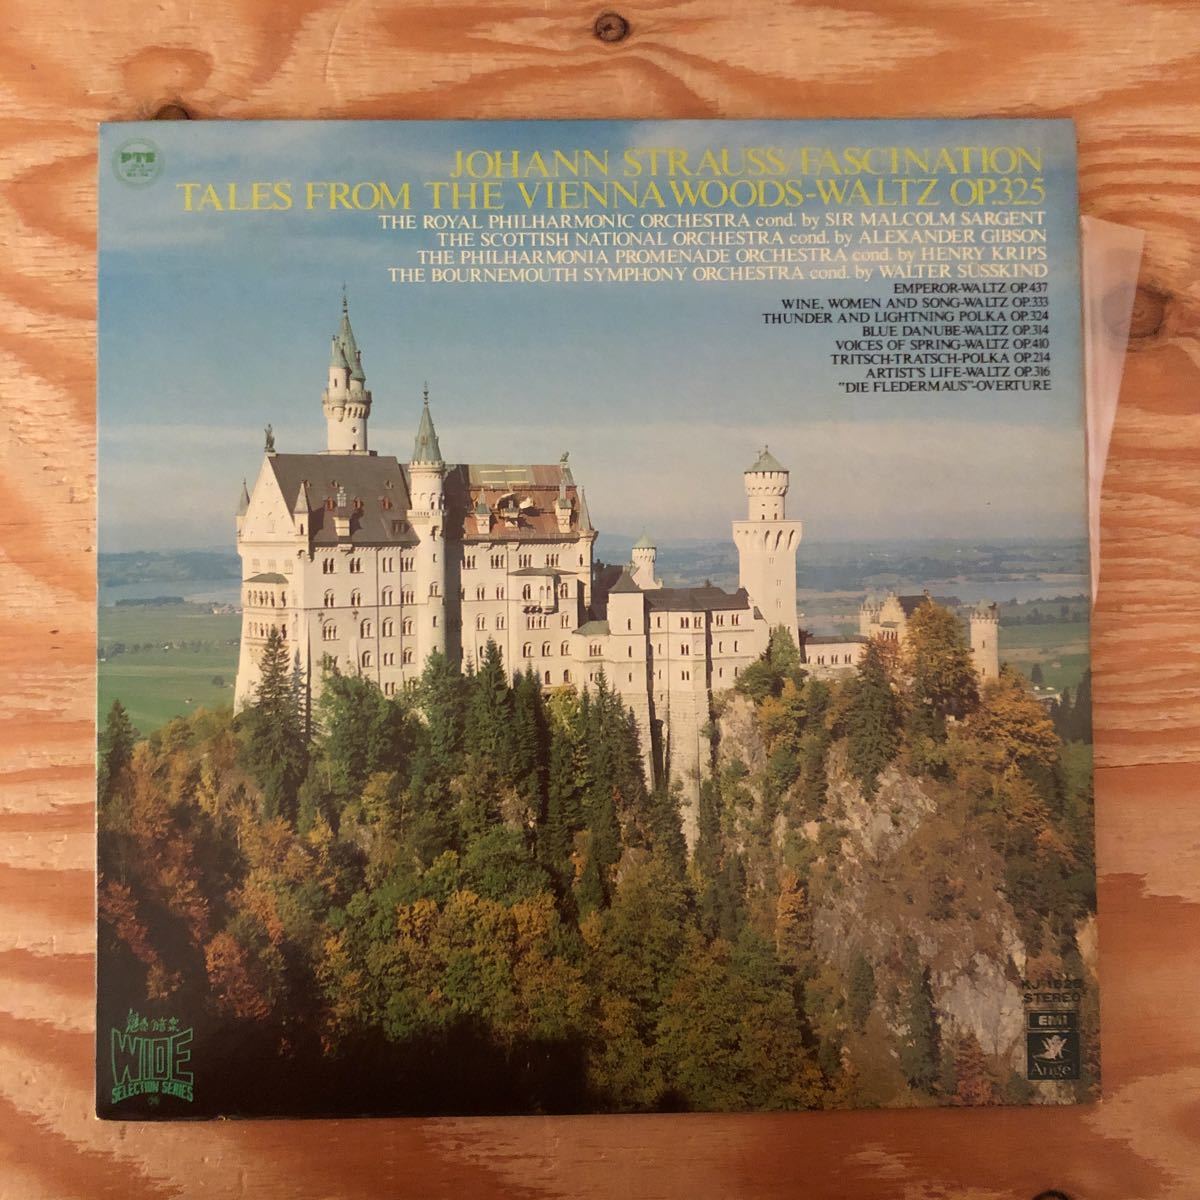 PTS
JOHANN STRAUSS/FASCINATION
TALES FROM THE VIENNA WOODS-WALTZ OP.325
THE ROYAL PHILHARMONIC ORCHESTRA cond. by SIR MALCOLM SARGENT
THE SCOTTISH NATIONAL ORCHESTRA cond. by ALEXANDER GIBSON
THE PHILHARMONIA PROMENADE ORCHESTRA cond. by HENRY KRIPS
THE BOURNEMOUTH SYMPHONY ORCHESTRA cond. by WALTER SÜSSKIND
EMPEROR-WALTZ OP.437
WINE, WOMEN AND SONG-WALTZ OP.333
THUNDER AND LIGHTNING POLKA OP.324
BLUE DANUBE-WALTZ OP.314
VOICES OF SPRING-WALTZ OP.410
TRITSCH-TRATSCH-POLKA OP.214
ARTIST'S LIFE-WALTZ OP.316
"DIE FLEDERMAUS"-OVERTURE
STEREO
EMI
Angel
WIDE
SELECTION SERIES